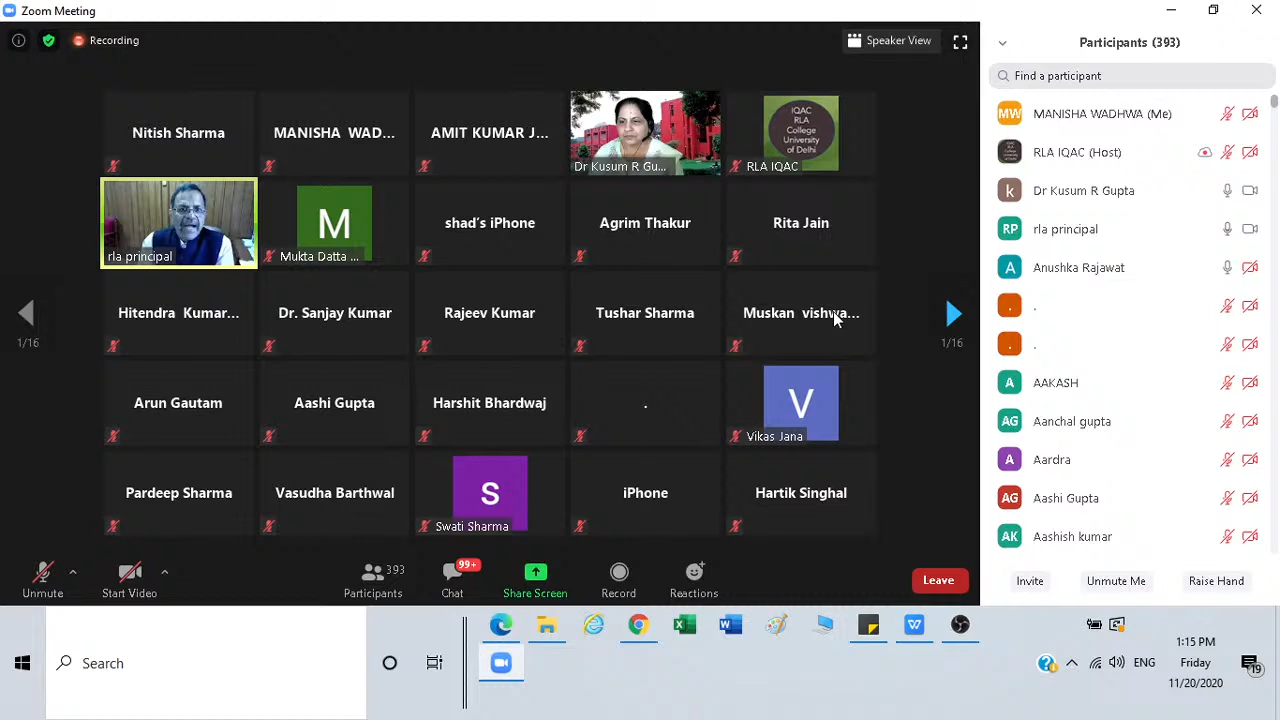 Zoom Meeting
Recording
Speaker View
Participants (393)
Find a participant
Nitish Sharma
MANISHA WAD...
AMIT KUMAR J...
Dr Kusum R Gu...
IQAC
RLA
College
University
of Delhi
RLA IQAC
rla principal
M
Mukta Datta ...
shad's iPhone
Agrim Thakur
Rita Jain
Hitendra Kumar...
Dr. Sanjay Kumar
Rajeev Kumar
Tushar Sharma
Muskan vishwa...
1/16
1/16
Arun Gautam
Aashi Gupta
Harshit Bhardwaj
.
V
Vikas Jana
Pardeep Sharma
Vasudha Barthwal
S
Swati Sharma
iPhone
Hartik Singhal
MW MANISHA WADHWA (Me)
RLA IQAC (Host)
k Dr Kusum R Gupta
RP rla principal
A Anushka Rajawat
. .
. .
A AAKASH
AG Aanchal gupta
A Aardra
AG Aashi Gupta
AK Aashish kumar
Unmute
Start Video
393
Participants
99+
Chat
Share Screen
Record
Reactions
Leave
Invite
Unmute Me
Raise Hand
Search
ENG
1:15 PM
Friday
11/20/2020
19